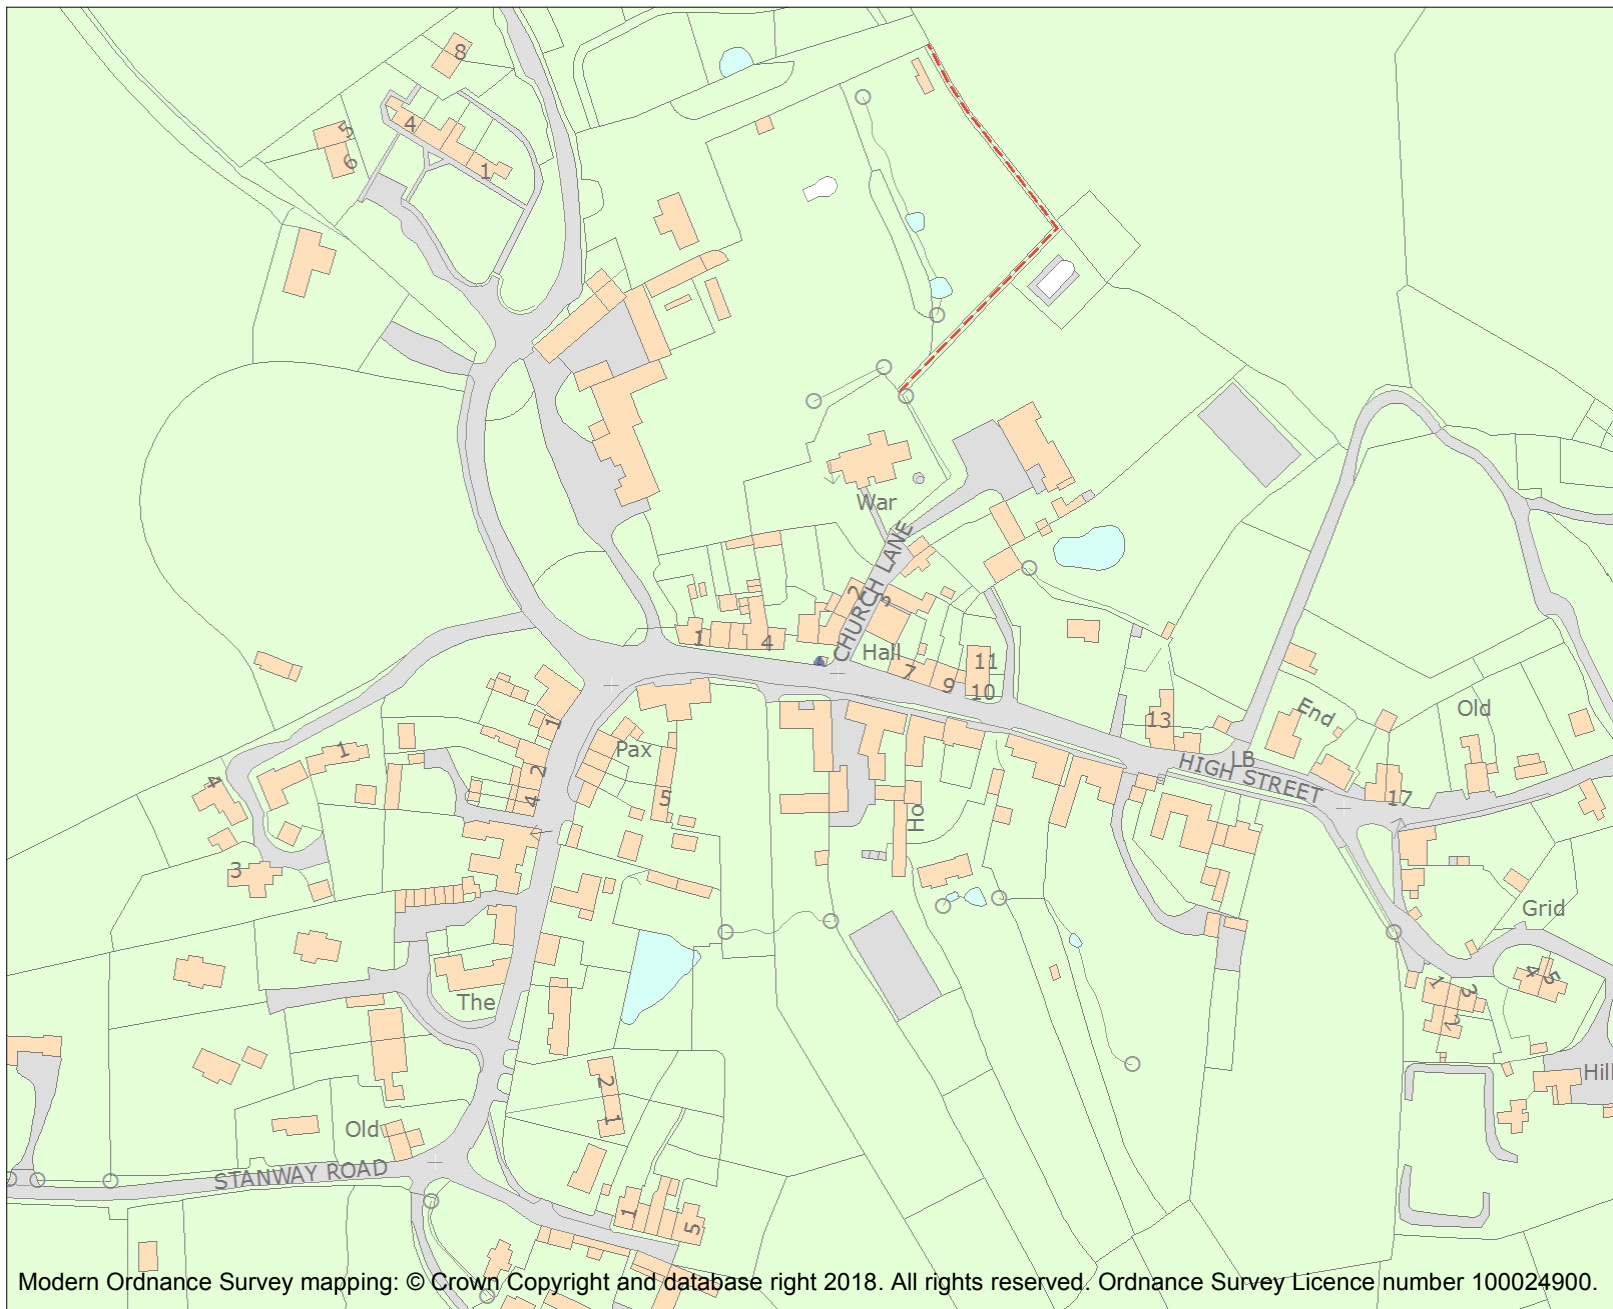 8
5
4
6
1
War
CHURCH LANE
2
3
1
4
Hall
7
9
11
10
1
Pax
1
2
4
4
5
Ho
3
13
End
Old
LB
HIGH STREET
17
Grid
The
1
3
2
4
5
Hill
2
1
Old
STANWAY ROAD
1
5
Modern Ordnance Survey mapping: © Crown Copyright and database right 2018. All rights reserved. Ordnance Survey Licence number 100024900.